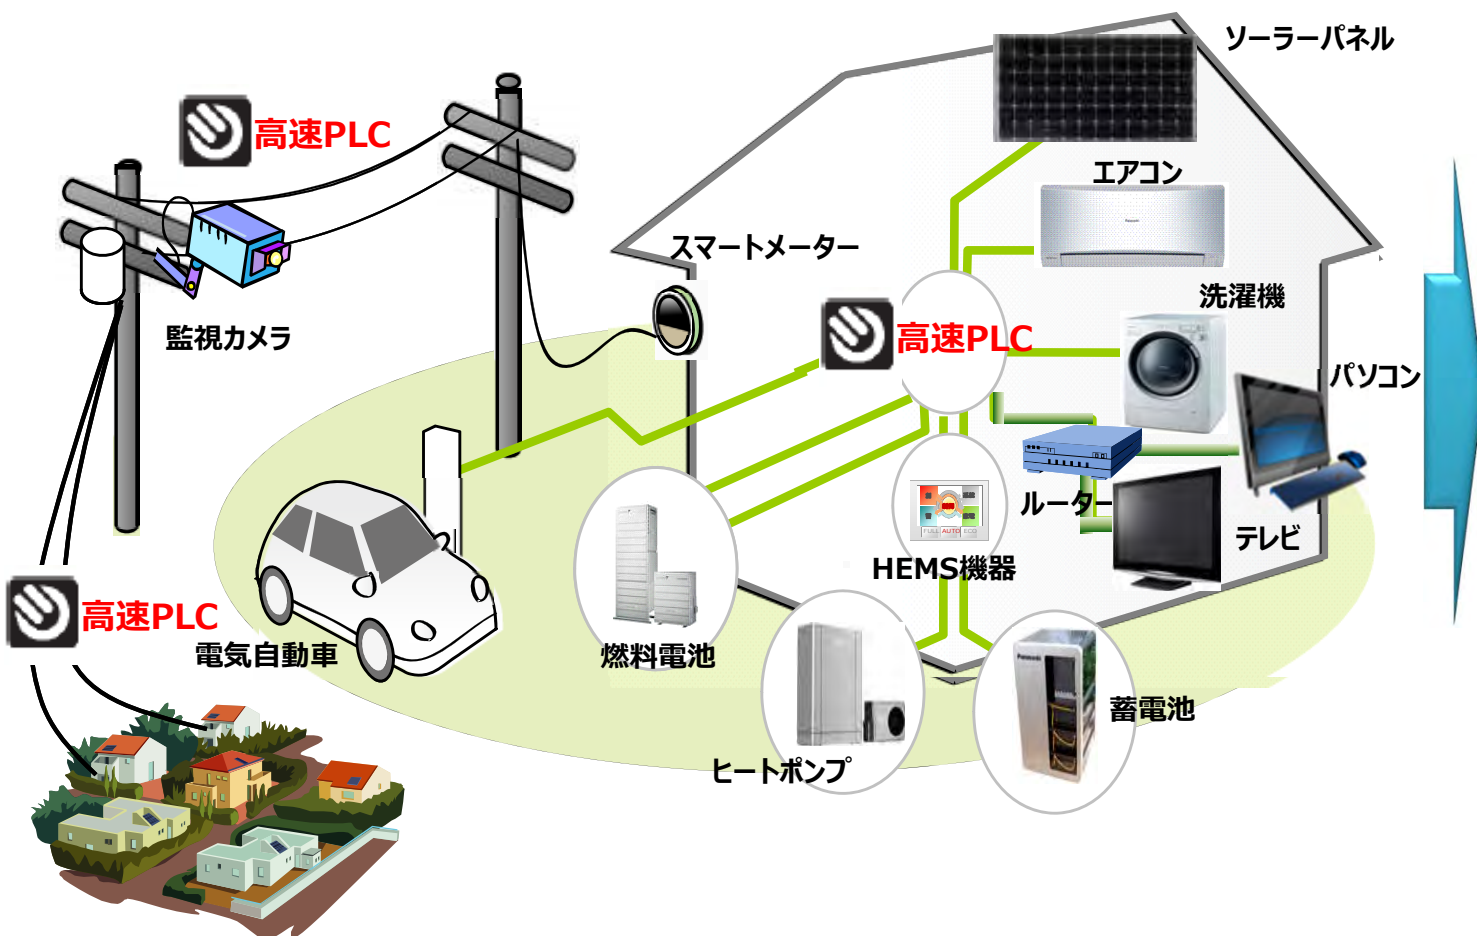 ソーラーパネル
高速PLC
エアコン
スマートメーター
洗濯機
監視カメラ
高速PLC
パソコン
ルーター
テレビ
FULL AUTO ECO
HEMS機器
高速PLC
電気自動車
燃料電池
蓄電池
ヒートポンプ